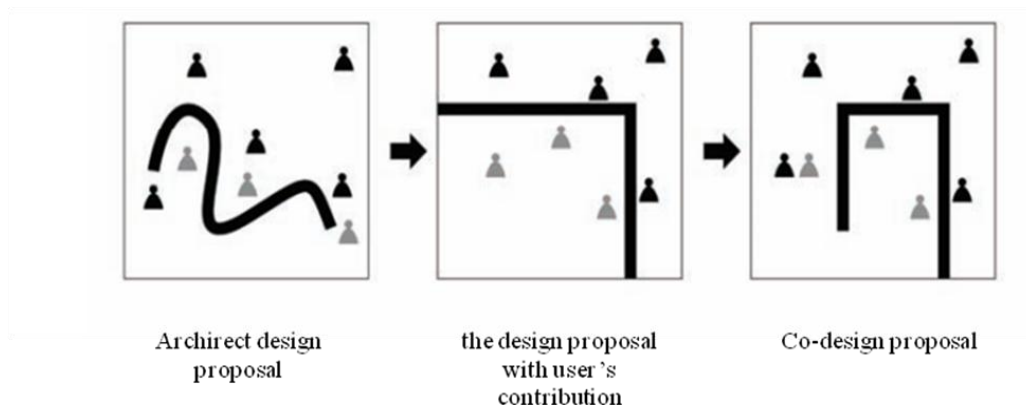 Archirect design
proposal
the design proposal
with user's
contribution
Co-design proposal